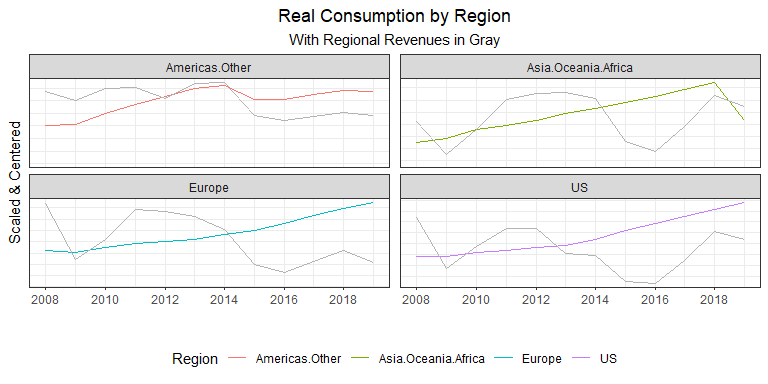 Real Consumption by Region
With Regional Revenues in Gray
Americas.Other
Asia.Oceania.Africa
Scaled & Centered
Europe
US
2008 2010 2012 2014 2016 2018
2008 2010 2012 2014 2016 2018
Region Americas.Other Asia.Oceania.Africa Europe US